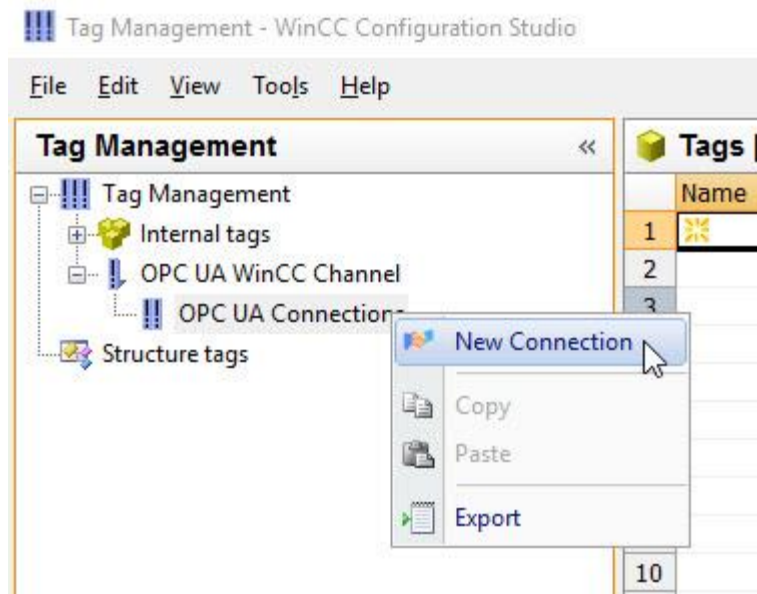 Tag Management - WinCC Configuration Studio
File Edit View Tools Help
Tag Management «
Tags [
Name
Tag Management
Internal tags
1
OPC UA WinCC Channel
2
OPC UA Connections
3
New Connection
Structure tags
Copy
Paste
Export
10